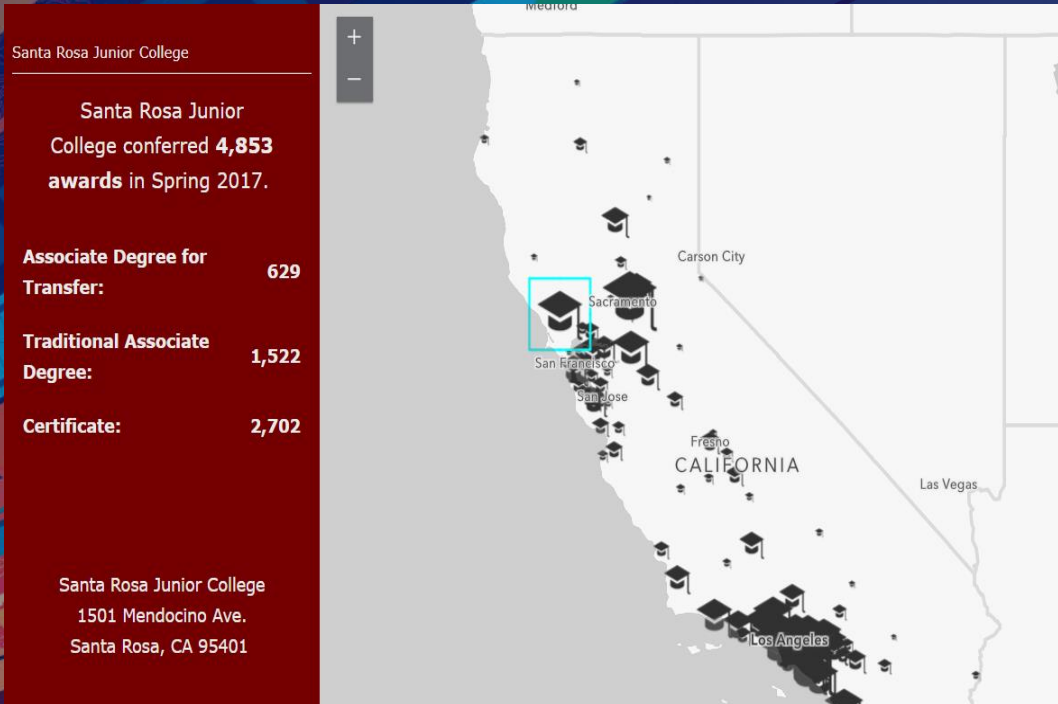 Santa Rosa Junior College
Santa Rosa Junior
College conferred 4,853
awards in Spring 2017.
Associate Degree for
Transfer:
629
Traditional Associate
Degree:
1,522
Certificate:
2,702
Santa Rosa Junior College
1501 Mendocino Ave.
Santa Rosa, CA 95401
+
−
Medford
Carson City
Sacramento
San Francisco
San Jose
Fresno
CALIFORNIA
Las Vegas
Los Angeles